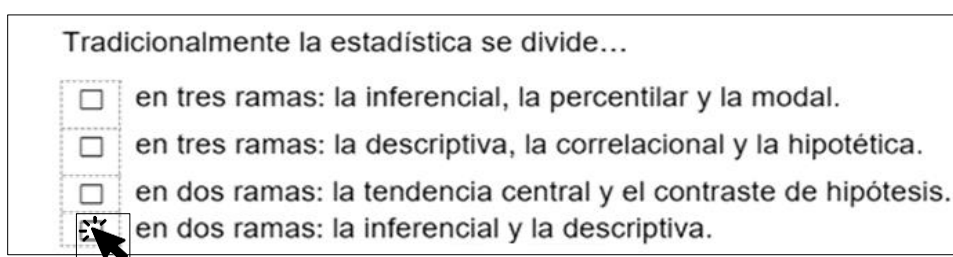 Tradicionalmente la estadística se divide...
en tres ramas: la inferencial, la percentilar y la modal.
en tres ramas: la descriptiva, la correlacional y la hipotética.
en dos ramas: la tendencia central y el contraste de hipótesis.
en dos ramas: la inferencial y la descriptiva.